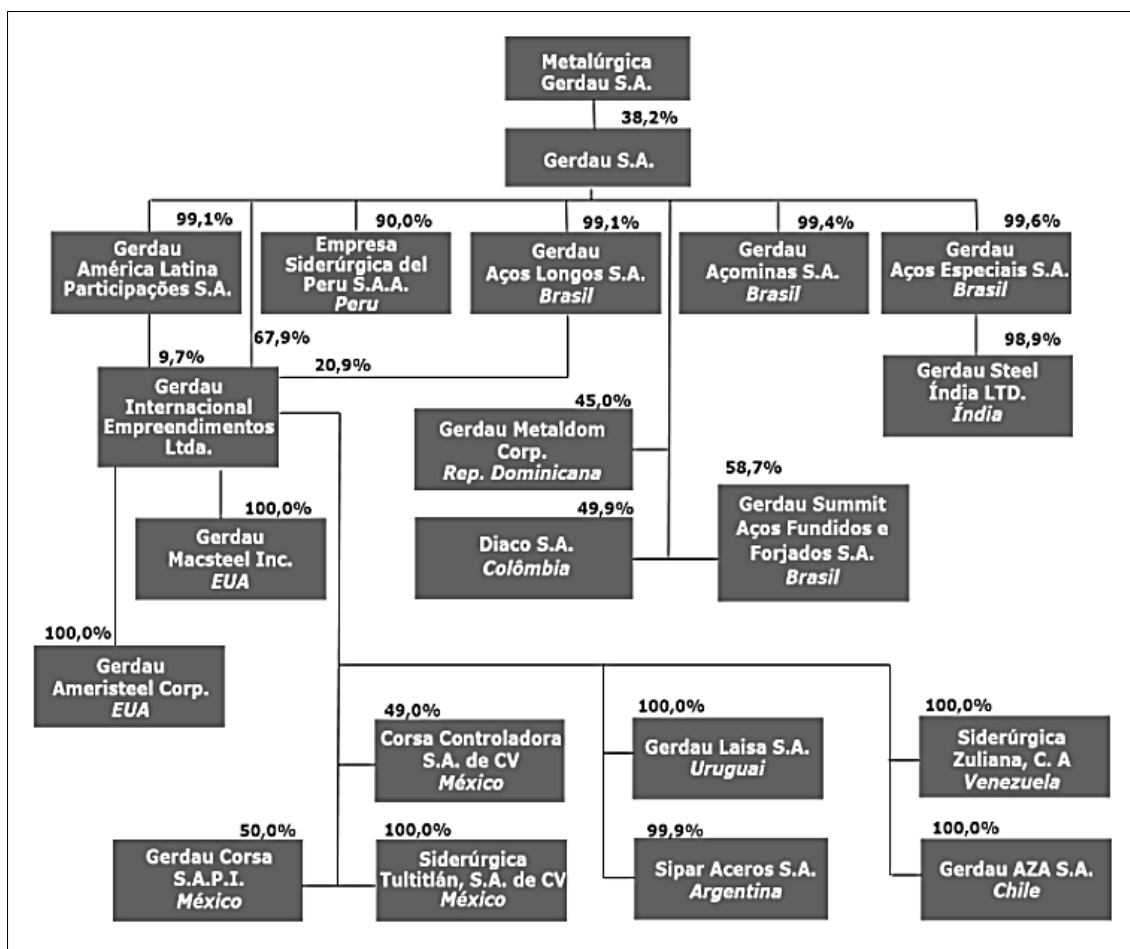 Metalúrgica
Gerdau S.A.
38,2%
Gerdau S.A.
99,1%
Gerdau
América Latina
Participações S.A.
90,0%
Empresa
Siderúrgica del
Peru S.A.A.
Peru
99,1%
Gerdau
Aços Longos S.A.
Brasil
99,4%
Gerdau
Açominas S.A.
Brasil
99,6%
Gerdau
Aços Especiais S.A.
Brasil
67,9%
9,7%
20,9%
Gerdau
Internacional
Empreendimentos
Ltda.
98,9%
Gerdau Steel
Índia LTD.
Índia
45,0%
Gerdau Metaldom
Corp.
Rep. Dominicana
58,7%
Gerdau Summit
Aços Fundidos e
Forjados S.A.
Brasil
49,9%
Diaco S.A.
Colômbia
100,0%
Gerdau
Macsteel Inc.
EUA
100,0%
Gerdau
Ameristeel Corp.
EUA
49,0%
Corsa Controladora
S.A. de CV
México
100,0%
Gerdau Laisa S.A.
Uruguai
100,0%
Siderúrgica
Zuliana, C. A
Venezuela
50,0%
Gerdau Corsa
S.A.P.I.
México
100,0%
Siderúrgica
Tultitlán, S.A. de CV
México
99,9%
Sipar Aceros S.A.
Argentina
100,0%
Gerdau AZA S.A.
Chile